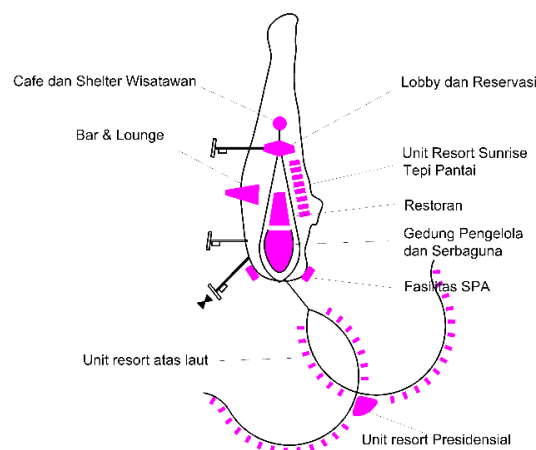 Cafe dan Shelter Wisatawan
Lobby dan Reservasi
Bar & Lounge
Unit Resort Sunrise
Tepi Pantai
Restoran
Gedung Pengelola
dan Serbaguna
Fasilitas SPA
Unit resort atas laut
Unit resort Presidensial